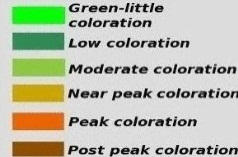 Green-little
coloration
Low coloration
Moderate coloration
Near peak coloration
Peak coloration
Post peak coloration